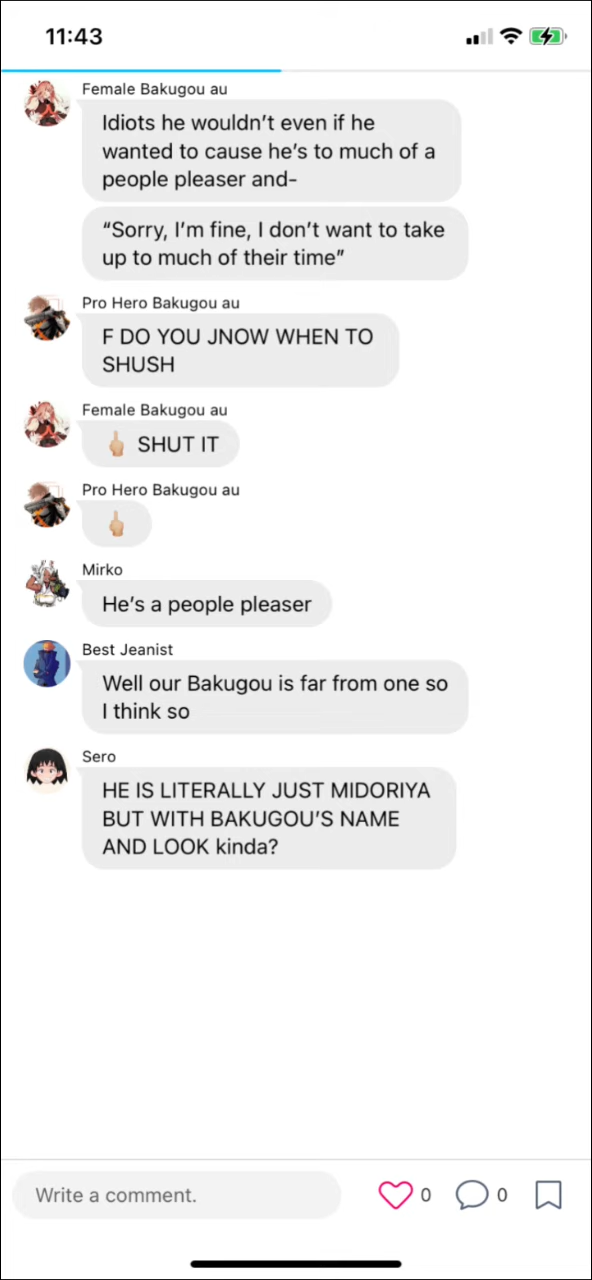 11:43
Female Bakugou au
Idiots he wouldn’t even if he
wanted to cause he’s to much of a
people pleaser and-
“Sorry, I’m fine, I don’t want to take
up to much of their time”
Pro Hero Bakugou au
F DO YOU JNOW WHEN TO
SHUSH
Female Bakugou au
🖕🏼 SHUT IT
Pro Hero Bakugou au
🖕🏼
Mirko
He’s a people pleaser
Best Jeanist
Well our Bakugou is far from one so
I think so
Sero
HE IS LITERALLY JUST MIDORIYA
BUT WITH BAKUGOU’S NAME
AND LOOK kinda?
Write a comment.
0
0